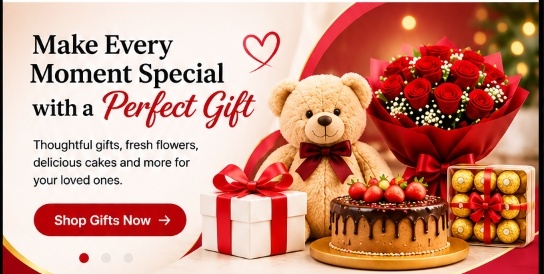 Make Every
Moment Special
with a Perfect Gift
Thoughtful gifts, fresh flowers,
delicious cakes and more for
your loved ones.
Shop Gifts Now →